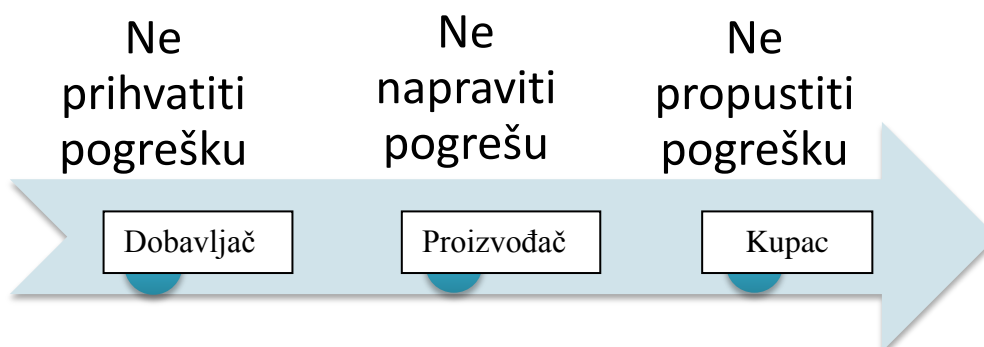 Ne
prihvatiti
pogrešku
Ne
napraviti
pogrešu
Ne
propustiti
pogrešku
Dobavljač
Proizvođač
Kupac